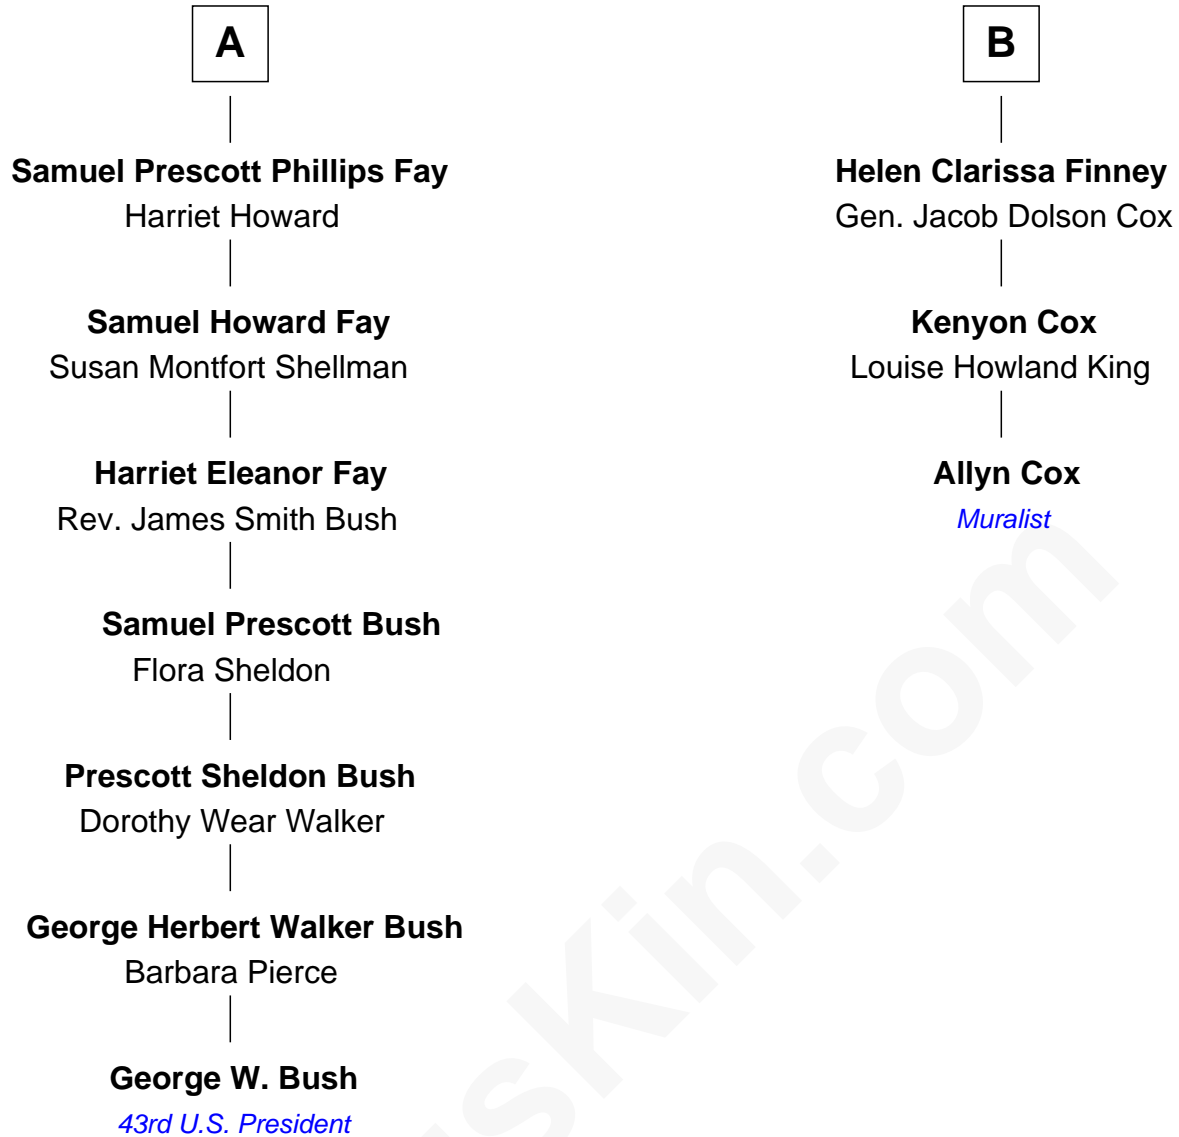 A
Samuel Prescott Phillips Fay
Harriet Howard
Samuel Howard Fay
Susan Montfort Shellman
Harriet Eleanor Fay
Rev. James Smith Bush
Samuel Prescott Bush
Flora Sheldon
Prescott Sheldon Bush
Dorothy Wear Walker
George Herbert Walker Bush
Barbara Pierce
George W. Bush
43rd U.S. President
B
Helen Clarissa Finney
Gen. Jacob Dolson Cox
Kenyon Cox
Louise Howland King
Allyn Cox
Muralist